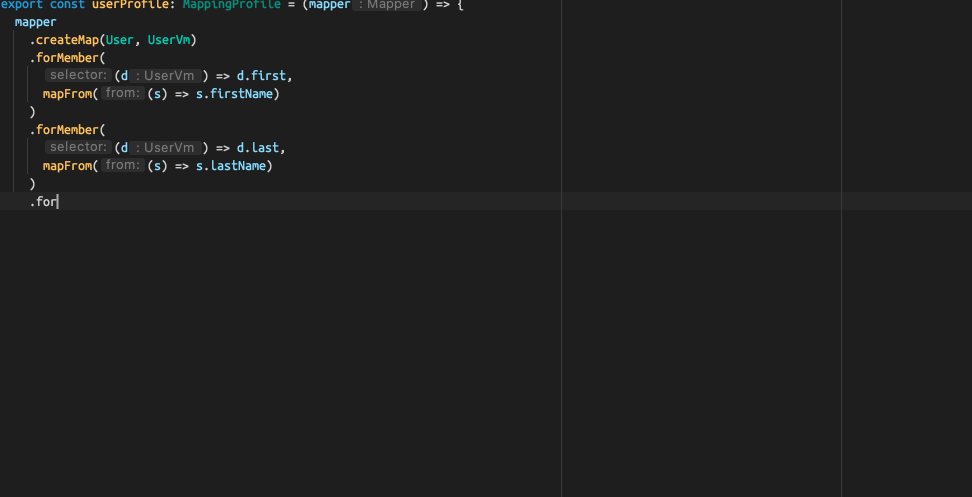 export const userProfile: MappingProfile = (mapper : Mapper ) => {
mapper
.createMap(User, UserVm)
.forMember(
selector: (d : UserVm ) => d.first,
mapFrom( from: (s) => s.firstName)
)
.forMember(
selector: (d : UserVm ) => d.last,
mapFrom( from: (s) => s.lastName)
)
.for